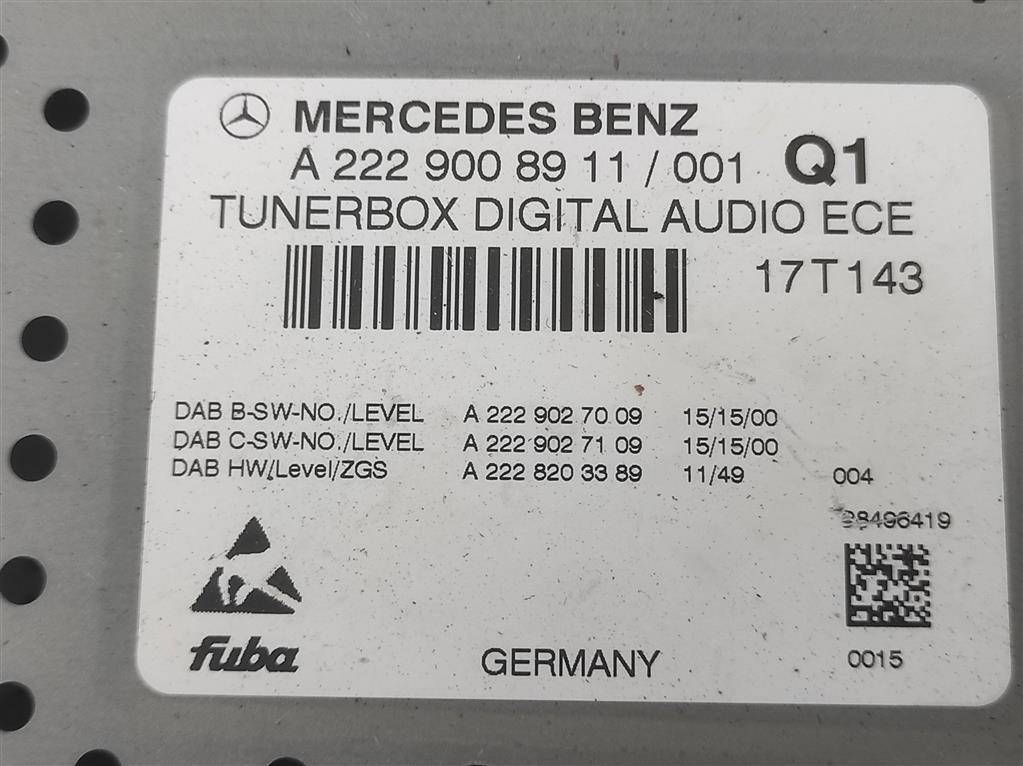 MERCEDES BENZ
A 222 900 89 11 / 001 Q1
TUNERBOX DIGITAL AUDIO ECE
17T143
DAB B-SW-NO./LEVEL A 222 902 70 09 15/15/00
DAB C-SW-NO./LEVEL A 222 902 71 09 15/15/00
DAB HW/Level/ZGS A 222 820 33 89 11/49 004
fuba
GERMANY
0015